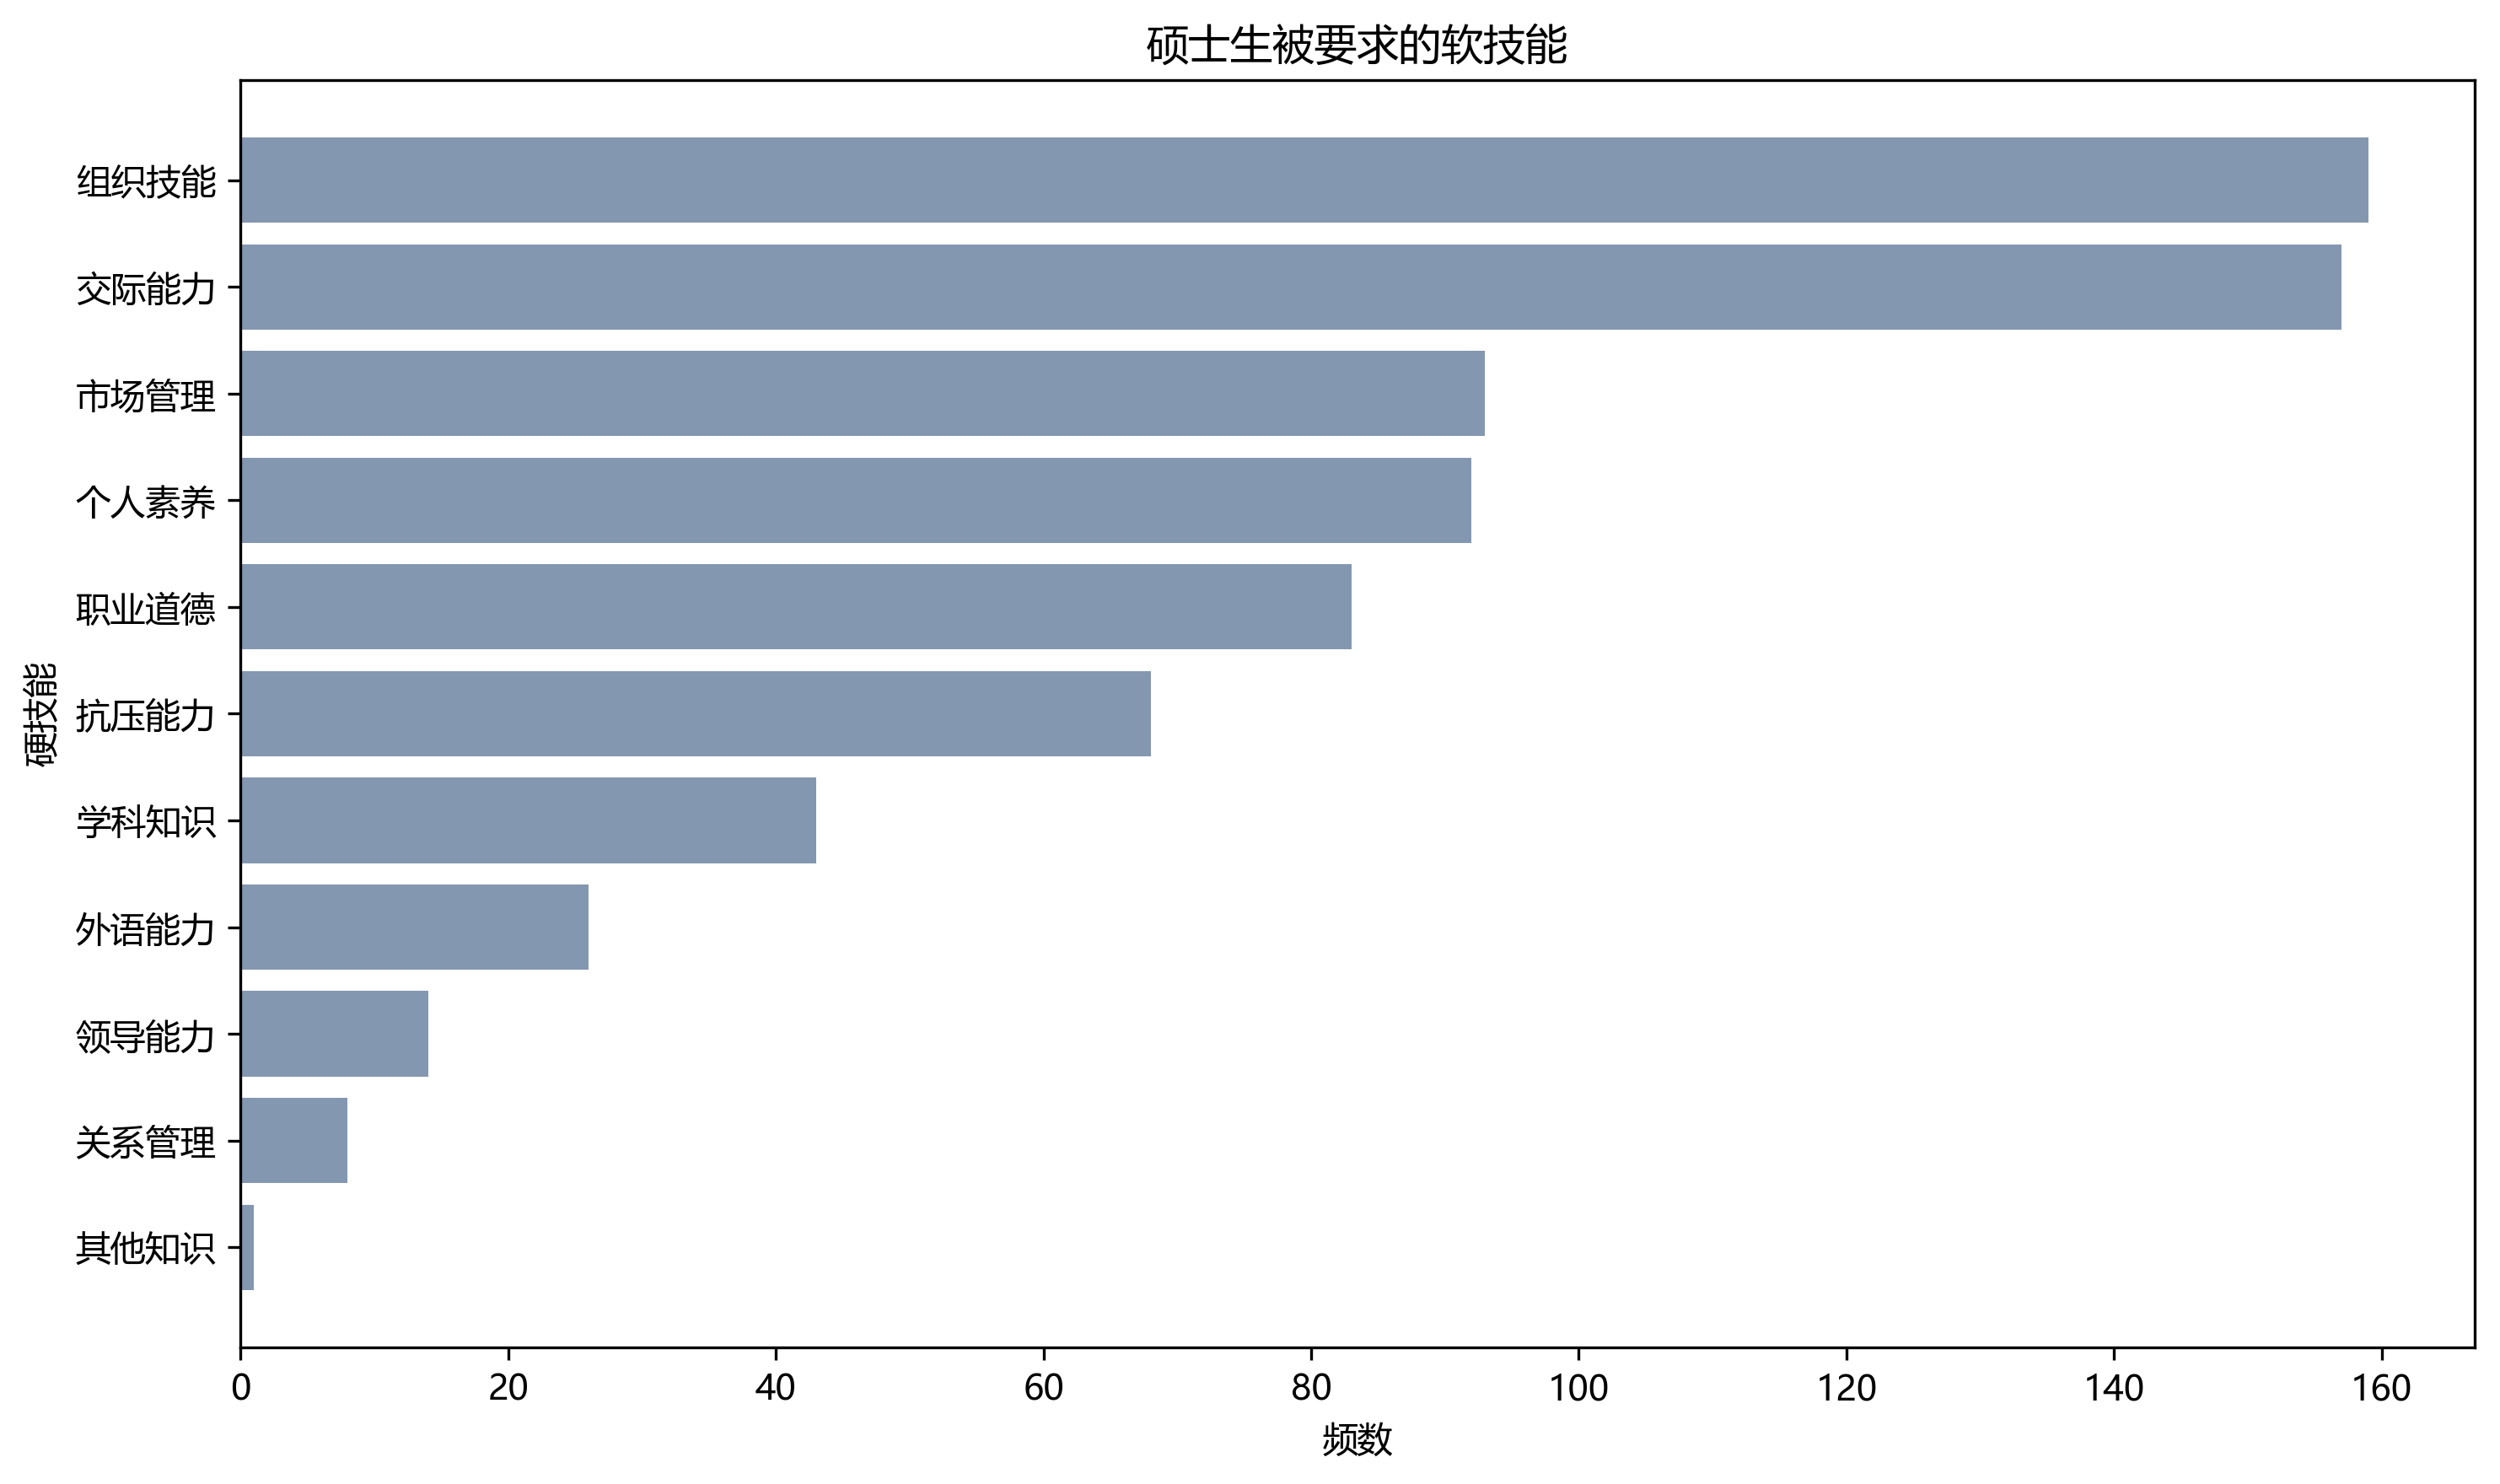 硕士生被要求的软技能
硬技能
组织技能
交际能力
市场管理
个人素养
职业道德
抗压能力
学科知识
外语能力
领导能力
关系管理
其他知识
0 20 40 60 80 100 120 140 160
频数